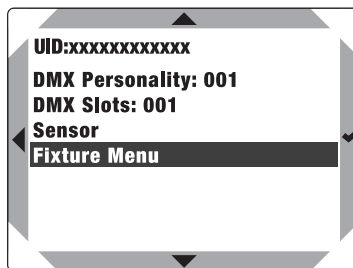 UID:xxxxxxxxxxxx
DMX Personality: 001
DMX Slots: 001
Sensor
Fixture Menu